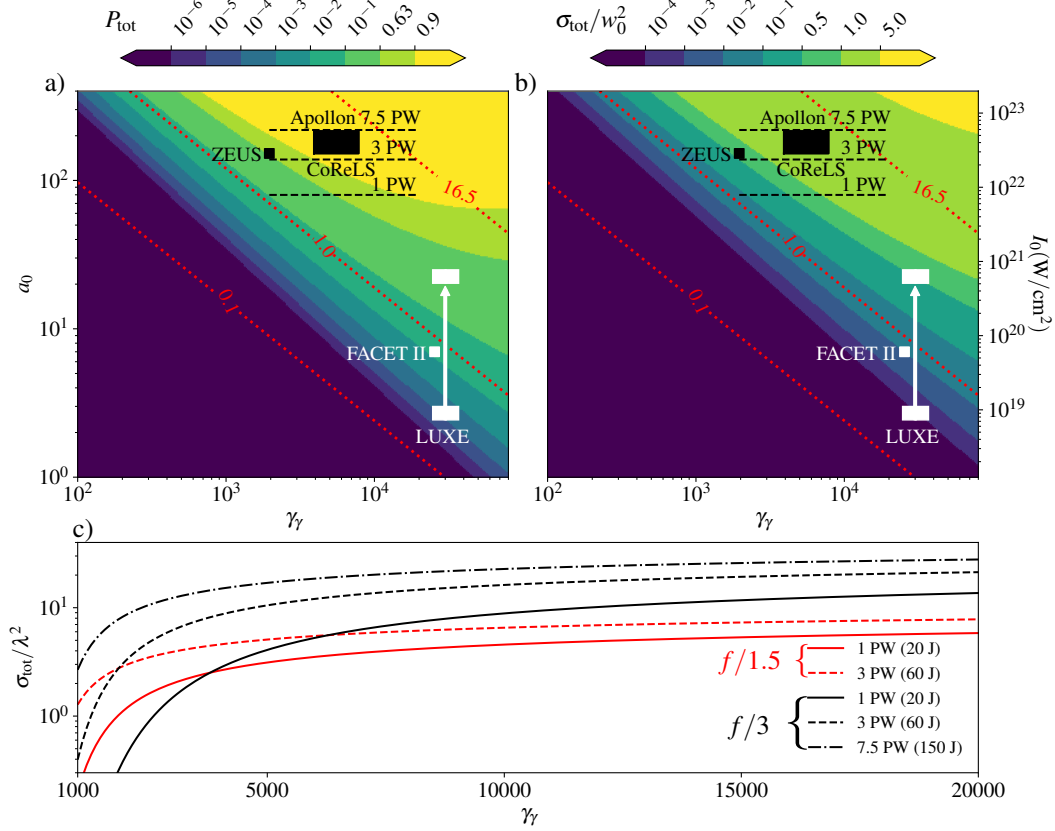 P_tot 10^-6 10^-5 10^-4 10^-3 10^-2 10^-1 0.63 0.9
σ_tot/w_0^2 10^-4 10^-3 10^-2 10^-1 0.5 1.0 5.0
a)
Apollon 7.5 PW
3 PW
ZEUS
CoReLS
1 PW
16.5
1.0
0.1
FACET II
LUXE
10^2
10^1
10^0
a_0
10^2 10^3 10^4
γ_γ
b)
Apollon 7.5 PW
3 PW
ZEUS
CoReLS
1 PW
16.5
1.0
0.1
FACET II
LUXE
10^23
10^22
10^21
10^20
10^19
I_0(W/cm^2)
10^2 10^3 10^4
γ_γ
c)
σ_tot/λ^2
10^1
10^0
f/1.5
1 PW (20 J)
3 PW (60 J)
f/3
1 PW (20 J)
3 PW (60 J)
7.5 PW (150 J)
1000 5000 10000 15000 20000
γ_γ